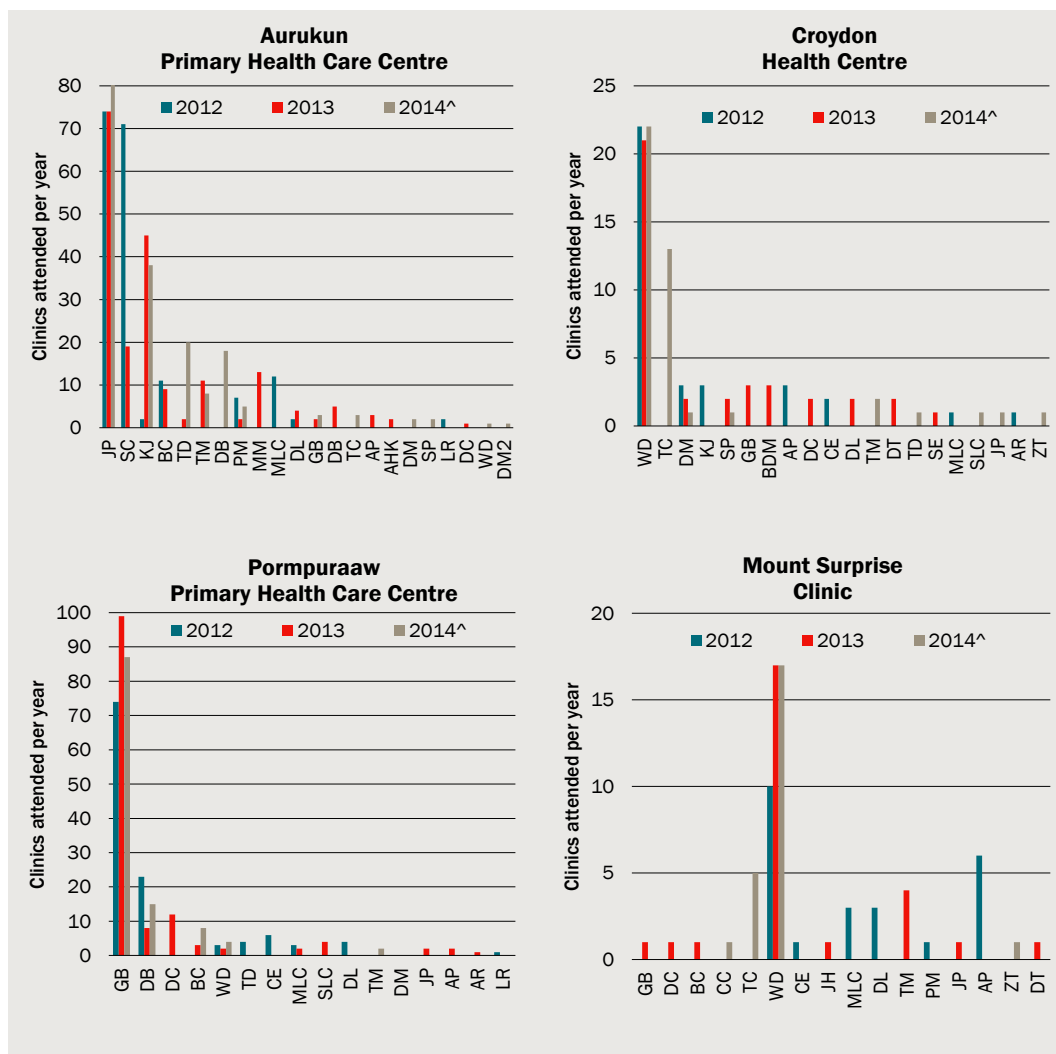 Aurukun
Primary Health Care Centre
Clinics attended per year
80
70
60
50
40
30
20
10
0
2012 2013 2014^
JP SC KJ BC TD TM DB PM MM MLC DL GB DB TC AP AHK DM SP LR DC WD DM2
Croydon
Health Centre
Clinics attended per year
25
20
15
10
5
0
2012 2013 2014^
WD TC DM KJ SP GB BDM AP DC CE DL TM DT TD SE MLC SLC JP AR ZT
Pormpuraaw
Primary Health Care Centre
Clinics attended per year
100
90
80
70
60
50
40
30
20
10
0
2012 2013 2014^
GB DB DC BC WD TD CE MLC SLC DL TM DM JP AP AR LR
Mount Surprise
Clinic
Clinics attended per year
20
15
10
5
0
2012 2013 2014^
GB DC BC CC TC WD CE JH MLC DL TM PM JP AP ZT DT